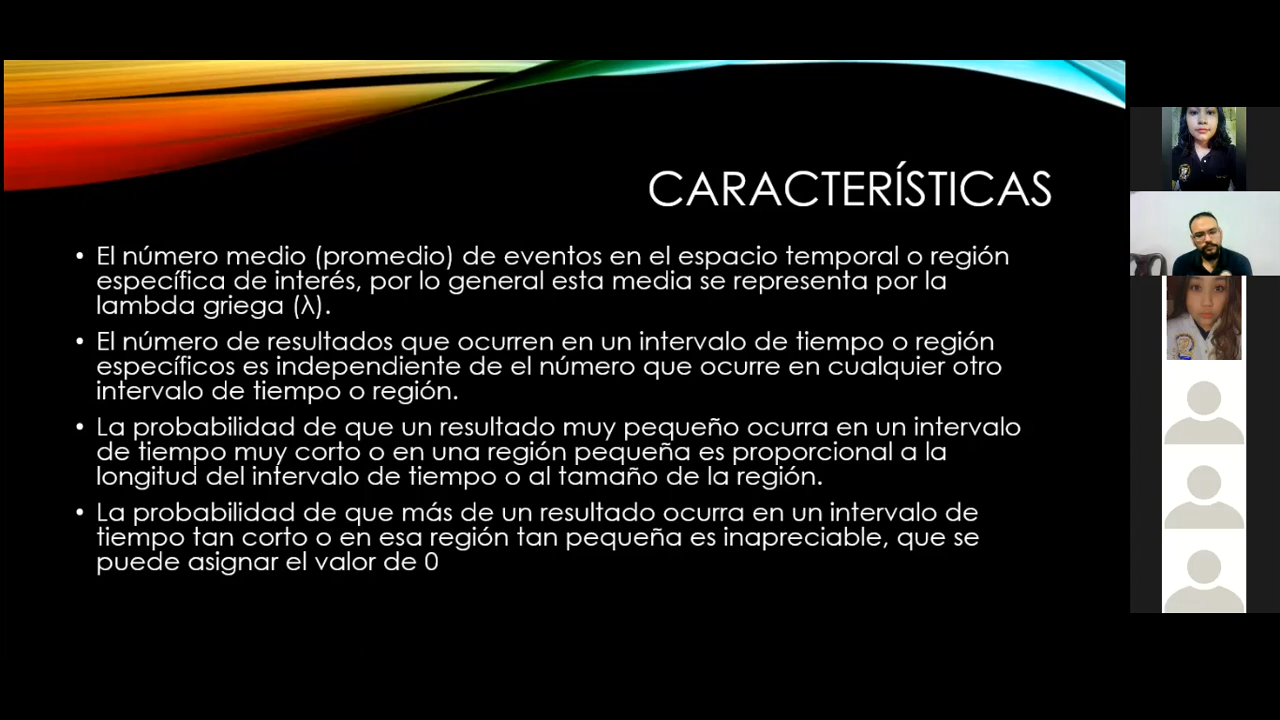 CARACTERÍSTICAS
• El número medio (promedio) de eventos en el espacio temporal o región
específica de interés, por lo general esta media se representa por la
lambda griega (λ).
• El número de resultados que ocurren en un intervalo de tiempo o región
específicos es independiente de el número que ocurre en cualquier otro
intervalo de tiempo o región.
• La probabilidad de que un resultado muy pequeño ocurra en un intervalo
de tiempo muy corto o en una región pequeña es proporcional a la
longitud del intervalo de tiempo o al tamaño de la región.
• La probabilidad de que más de un resultado ocurra en un intervalo de
tiempo tan corto o en esa región tan pequeña es inapreciable, que se
puede asignar el valor de 0